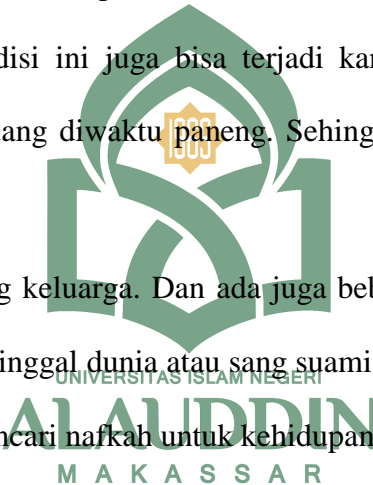 disi ini juga bisa terjadi kar
ang diwaktu paneng. Sehing
g keluarga. Dan ada juga beb
inggal dunia atau sang suami
UNIVERSITAS ISLAM NEGERI
ALAUDDIN
ncari nafkah untuk kehidupan
MAKASSAR